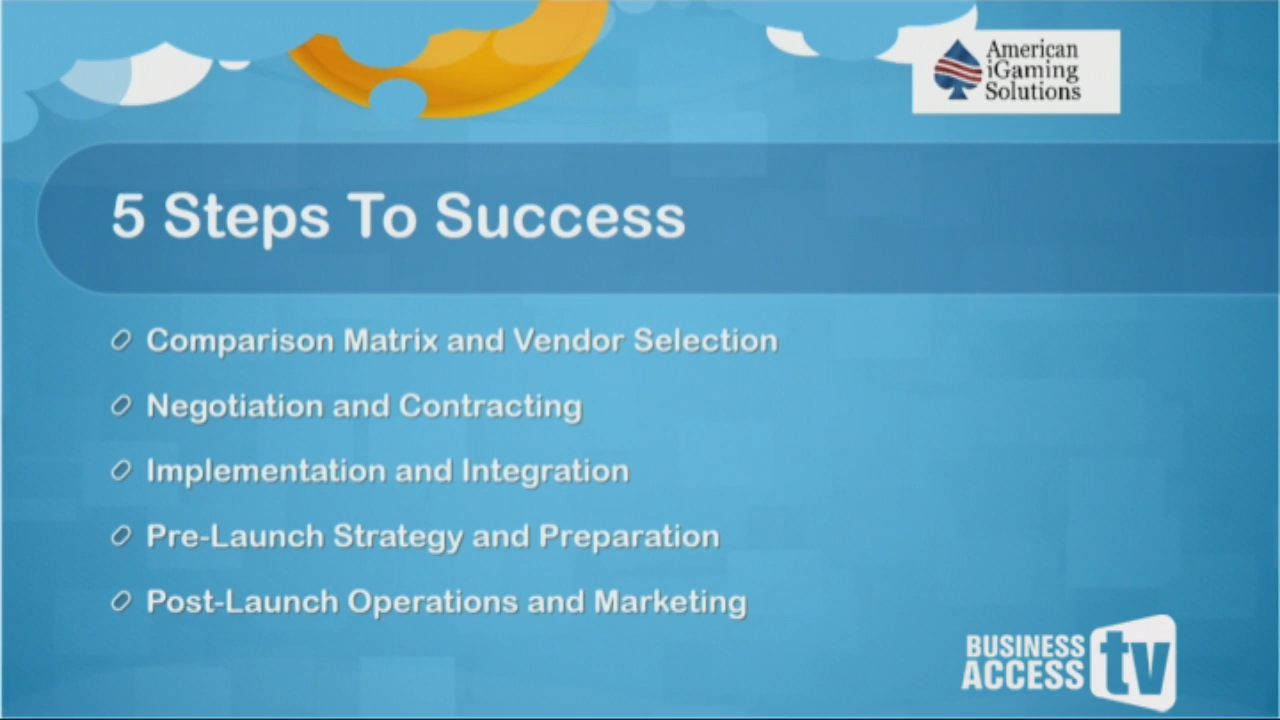 American
iGaming
Solutions
5 Steps To Success
Comparison Matrix and Vendor Selection
Negotiation and Contracting
Implementation and Integration
Pre-Launch Strategy and Preparation
Post-Launch Operations and Marketing
BUSINESS
ACCESS
tv